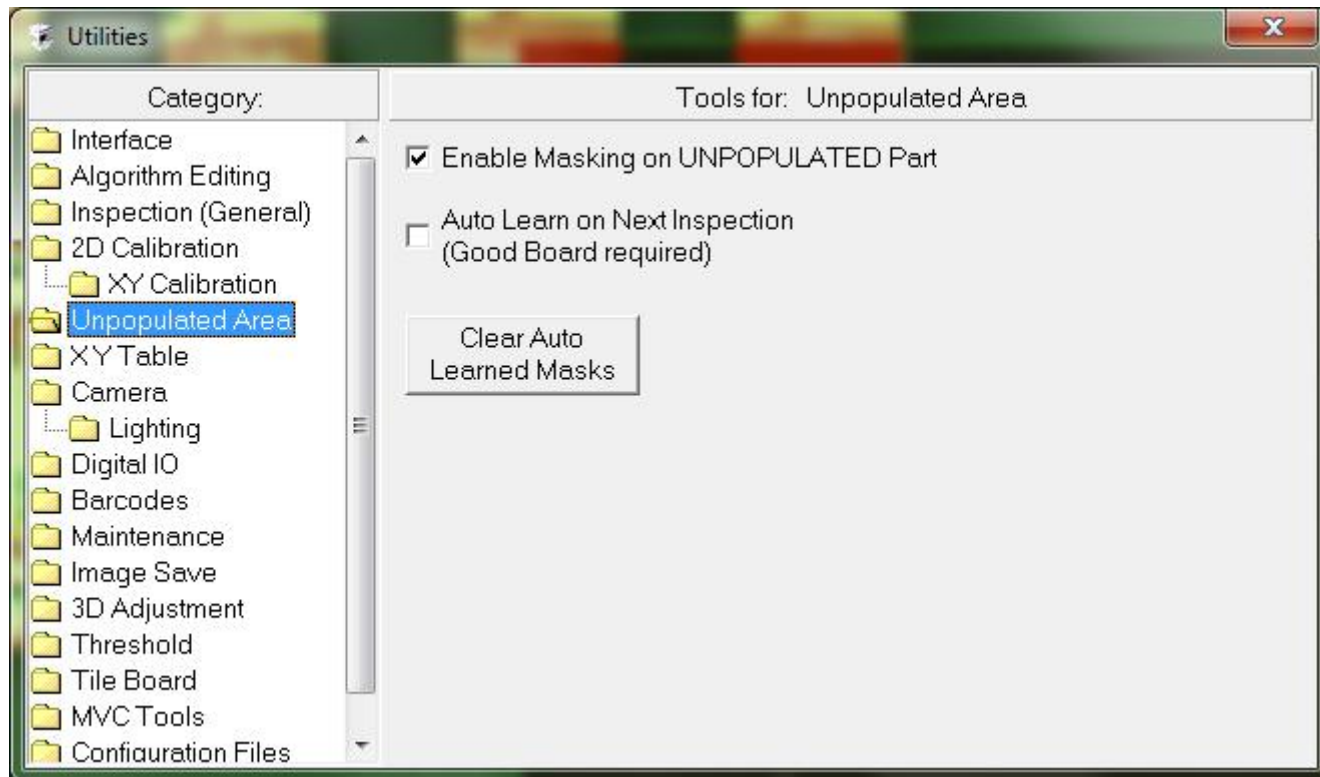 Utilities
Category:
Interface
Algorithm Editing
Inspection (General)
2D Calibration
XY Calibration
Unpopulated Area
XY Table
Camera
Lighting
Digital IO
Barcodes
Maintenance
Image Save
3D Adjustment
Threshold
Tile Board
MVC Tools
Configuration Files
Tools for: Unpopulated Area
Enable Masking on UNPOPULATED Part
Auto Learn on Next Inspection
(Good Board required)
Clear Auto
Learned Masks